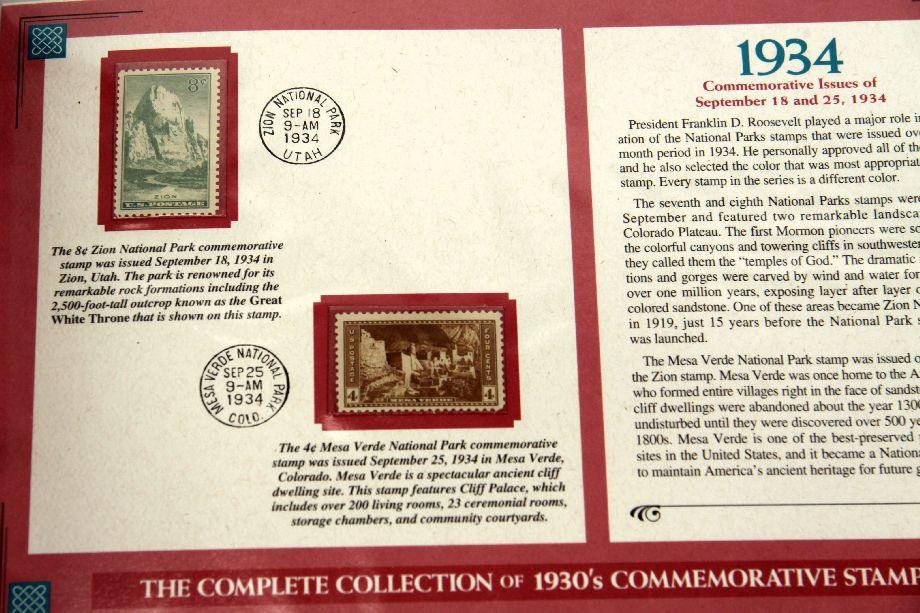 8¢
ZION
U.S. POSTAGE
ZION NATIONAL PARK
SEP 18
9-AM
1934
UTAH
The 8¢ Zion National Park commemorative
stamp was issued September 18, 1934 in
Zion, Utah. The park is renowned for its
remarkable rock formations including the
2,500-foot-tall outcrop known as the Great
White Throne that is shown on this stamp.
U.S. POSTAGE
FOUR CENTS
4
4
MESA VERDE NATIONAL PARK
SEP 25
9-AM
1934
COLO.
The 4¢ Mesa Verde National Park commemorative
stamp was issued September 25, 1934 in Mesa Verde,
Colorado. Mesa Verde is a spectacular ancient cliff
dwelling site. This stamp features Cliff Palace, which
includes over 200 living rooms, 23 ceremonial rooms,
storage chambers, and community courtyards.
1934
Commemorative Issues of
September 18 and 25, 1934
President Franklin D. Roosevelt played a major role in
ation of the National Parks stamps that were issued
month period in 1934. He personally approved all of the
and he also selected the color that was most
stamp. Every stamp in the series is a different color.
The seventh and eighth National Parks stamps were
September and featured two remarkable
Colorado Plateau. The first Mormon pioneers were
the colorful canyons and towering cliffs in
they called them the "temples of God." The dramatic
tions and gorges were carved by wind and water
over one million years, exposing layer after layer
colored sandstone. One of these areas became Zion
in 1919, just 15 years before the National Park
was launched.
The Mesa Verde National Park stamp was issued
the Zion stamp. Mesa Verde was once home to the
who formed entire villages right in the face of
cliff dwellings were abandoned about the year 1300
undisturbed until they were discovered over 500
1800s. Mesa Verde is one of the best-preserved
sites in the United States, and it became a
to maintain America's ancient heritage for future
THE COMPLETE COLLECTION OF 1930's COMMEMORATIVE STAMP